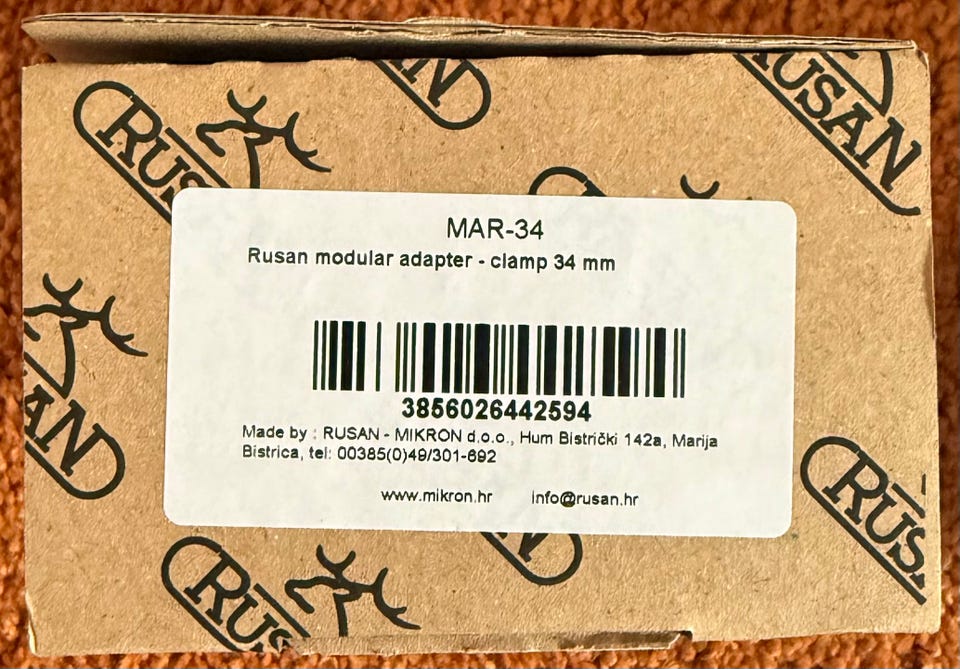 RUSAN
MAR-34
Rusan modular adapter - clamp 34 mm
3856026442594
Made by : RUSAN - MIKRON d.o.o., Hum Bistrički 142a, Marija
Bistrica, tel: 00385(0)49/301-692
www.mikron.hr info@rusan.hr